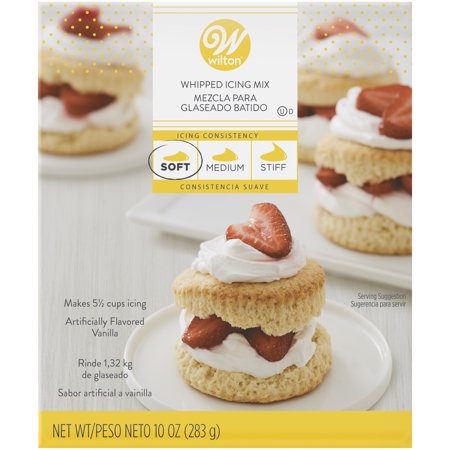 W
wilton®
WHIPPED ICING MIX
MEZCLA PARA
GLASEADO BATIDO
U D
ICING CONSISTENCY
SOFT MEDIUM STIFF
CONSISTENCIA SUAVE
Serving Suggestion
Sugerencia para servir
Makes 5½ cups icing
Artificially Flavored
Vanilla
Rinde 1,32 kg
de glaseado
Sabor artificial a vainilla
NET WT/PESO NETO 10 OZ (283 g)